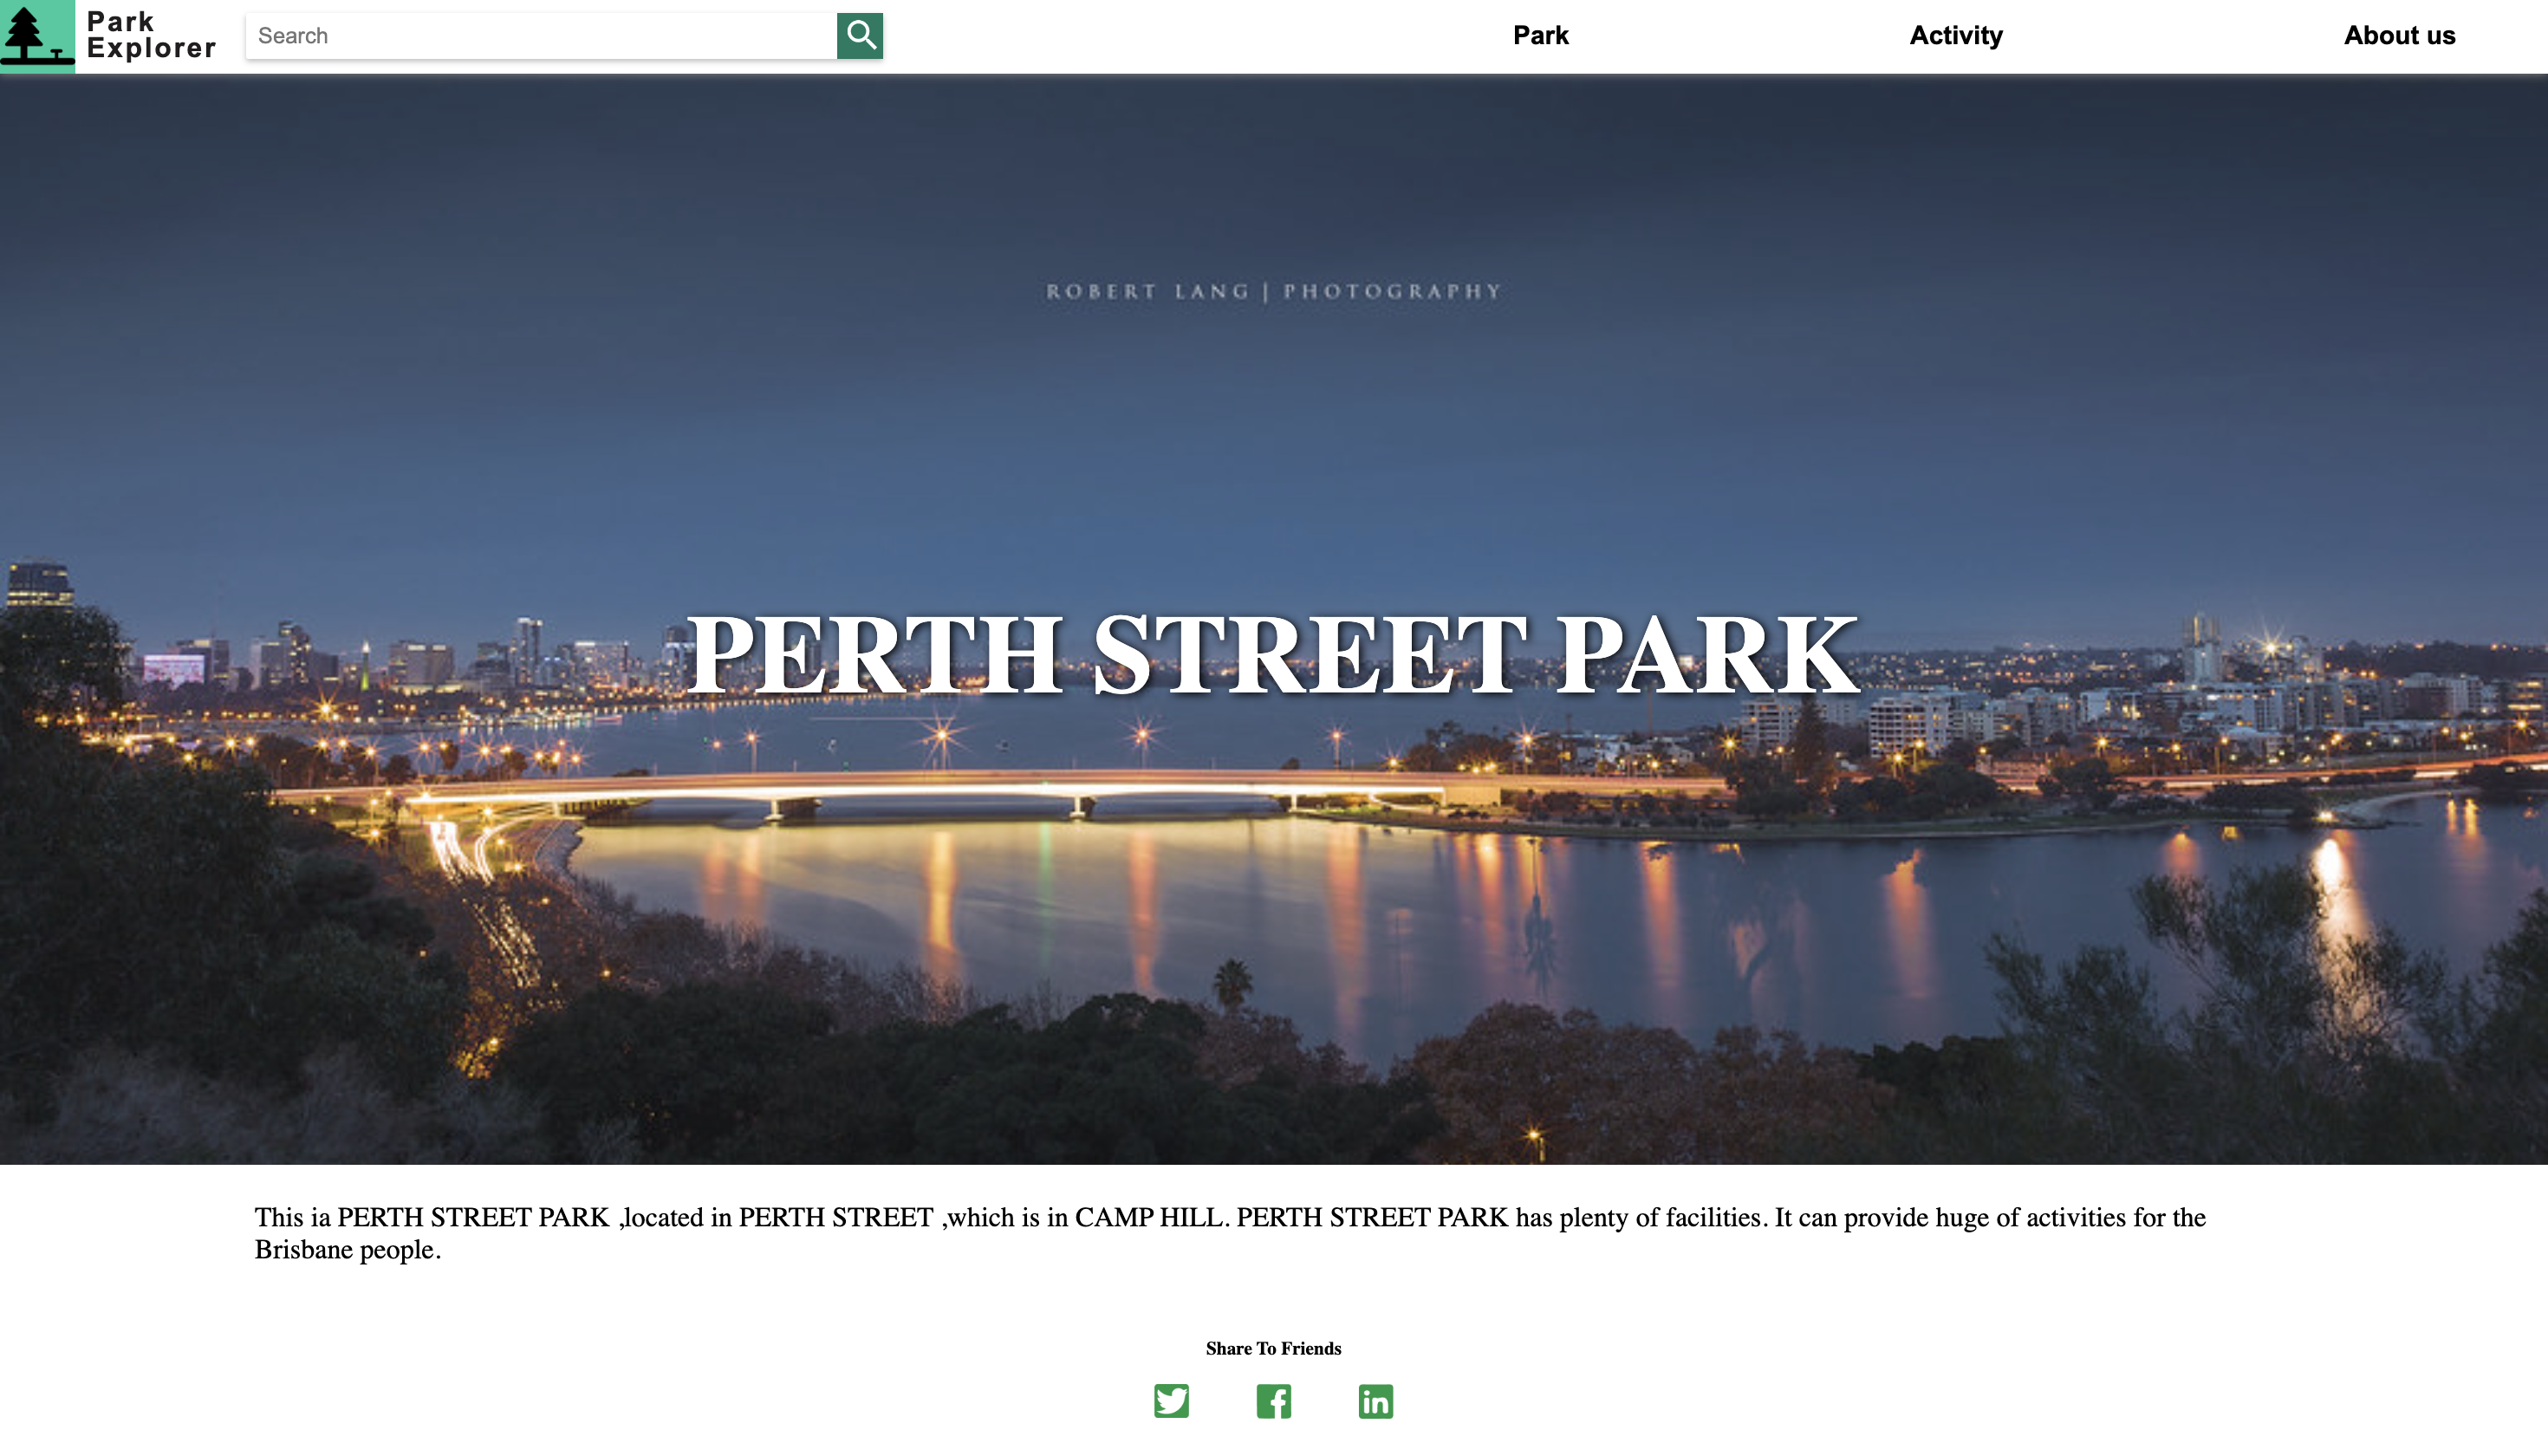 Park
Explorer
Search
Park
Activity
About us
ROBERT LANG | PHOTOGRAPHY
PERTH STREET PARK
This ia PERTH STREET PARK ,located in PERTH STREET ,which is in CAMP HILL. PERTH STREET PARK has plenty of facilities. It can provide huge of activities for the
Brisbane people.
Share To Friends
in